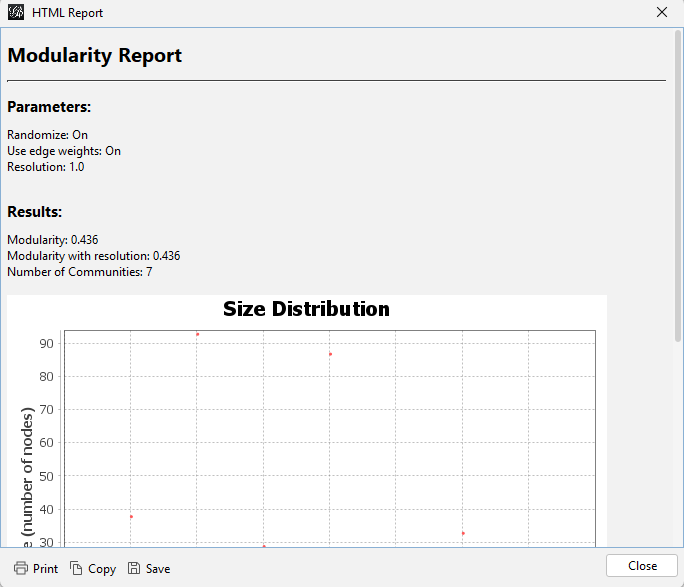 HTML Report
Modularity Report
Parameters:
Randomize: On
Use edge weights: On
Resolution: 1.0
Results:
Modularity: 0.436
Modularity with resolution: 0.436
Number of Communities: 7
Size Distribution
90
80
70
60
50
40
30
(number of nodes)
Print Copy Save
Close